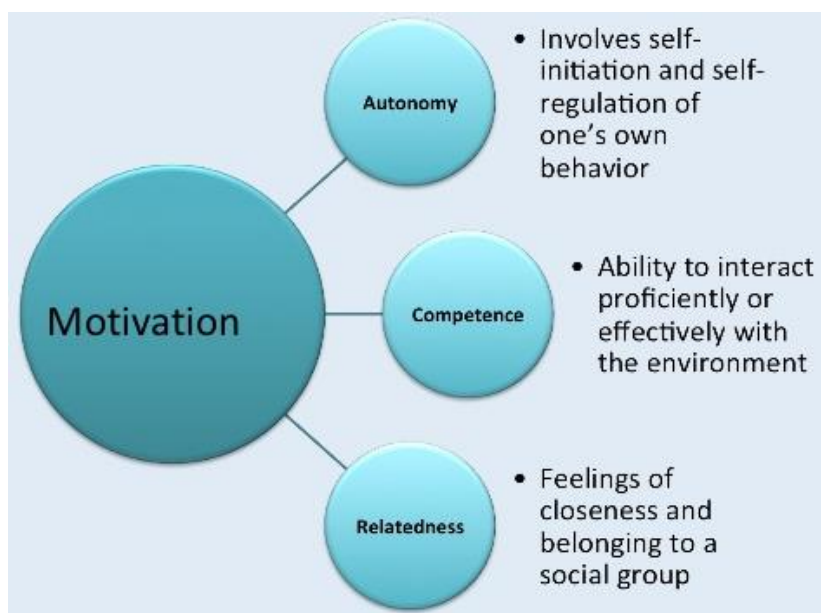 Motivation
Autonomy
• Involves self-
initiation and self-
regulation of
one's own
behavior
Competence
• Ability to interact
proficiently or
effectively with
the environment
Relatedness
• Feelings of
closeness and
belonging to a
social group